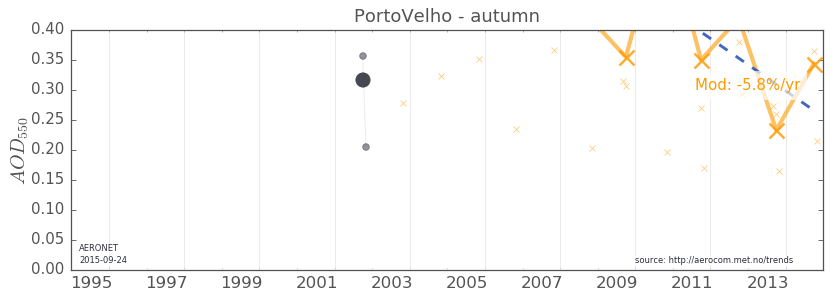 PortoVelho - autumn
0.40
0.35
0.30
0.25
0.20
0.15
0.10
0.05
0.00
AOD550
Mod: -5.8%/yr
AERONET
2015-09-24
source: http://aerocom.met.no/trends
1995 1997 1999 2001 2003 2005 2007 2009 2011 2013